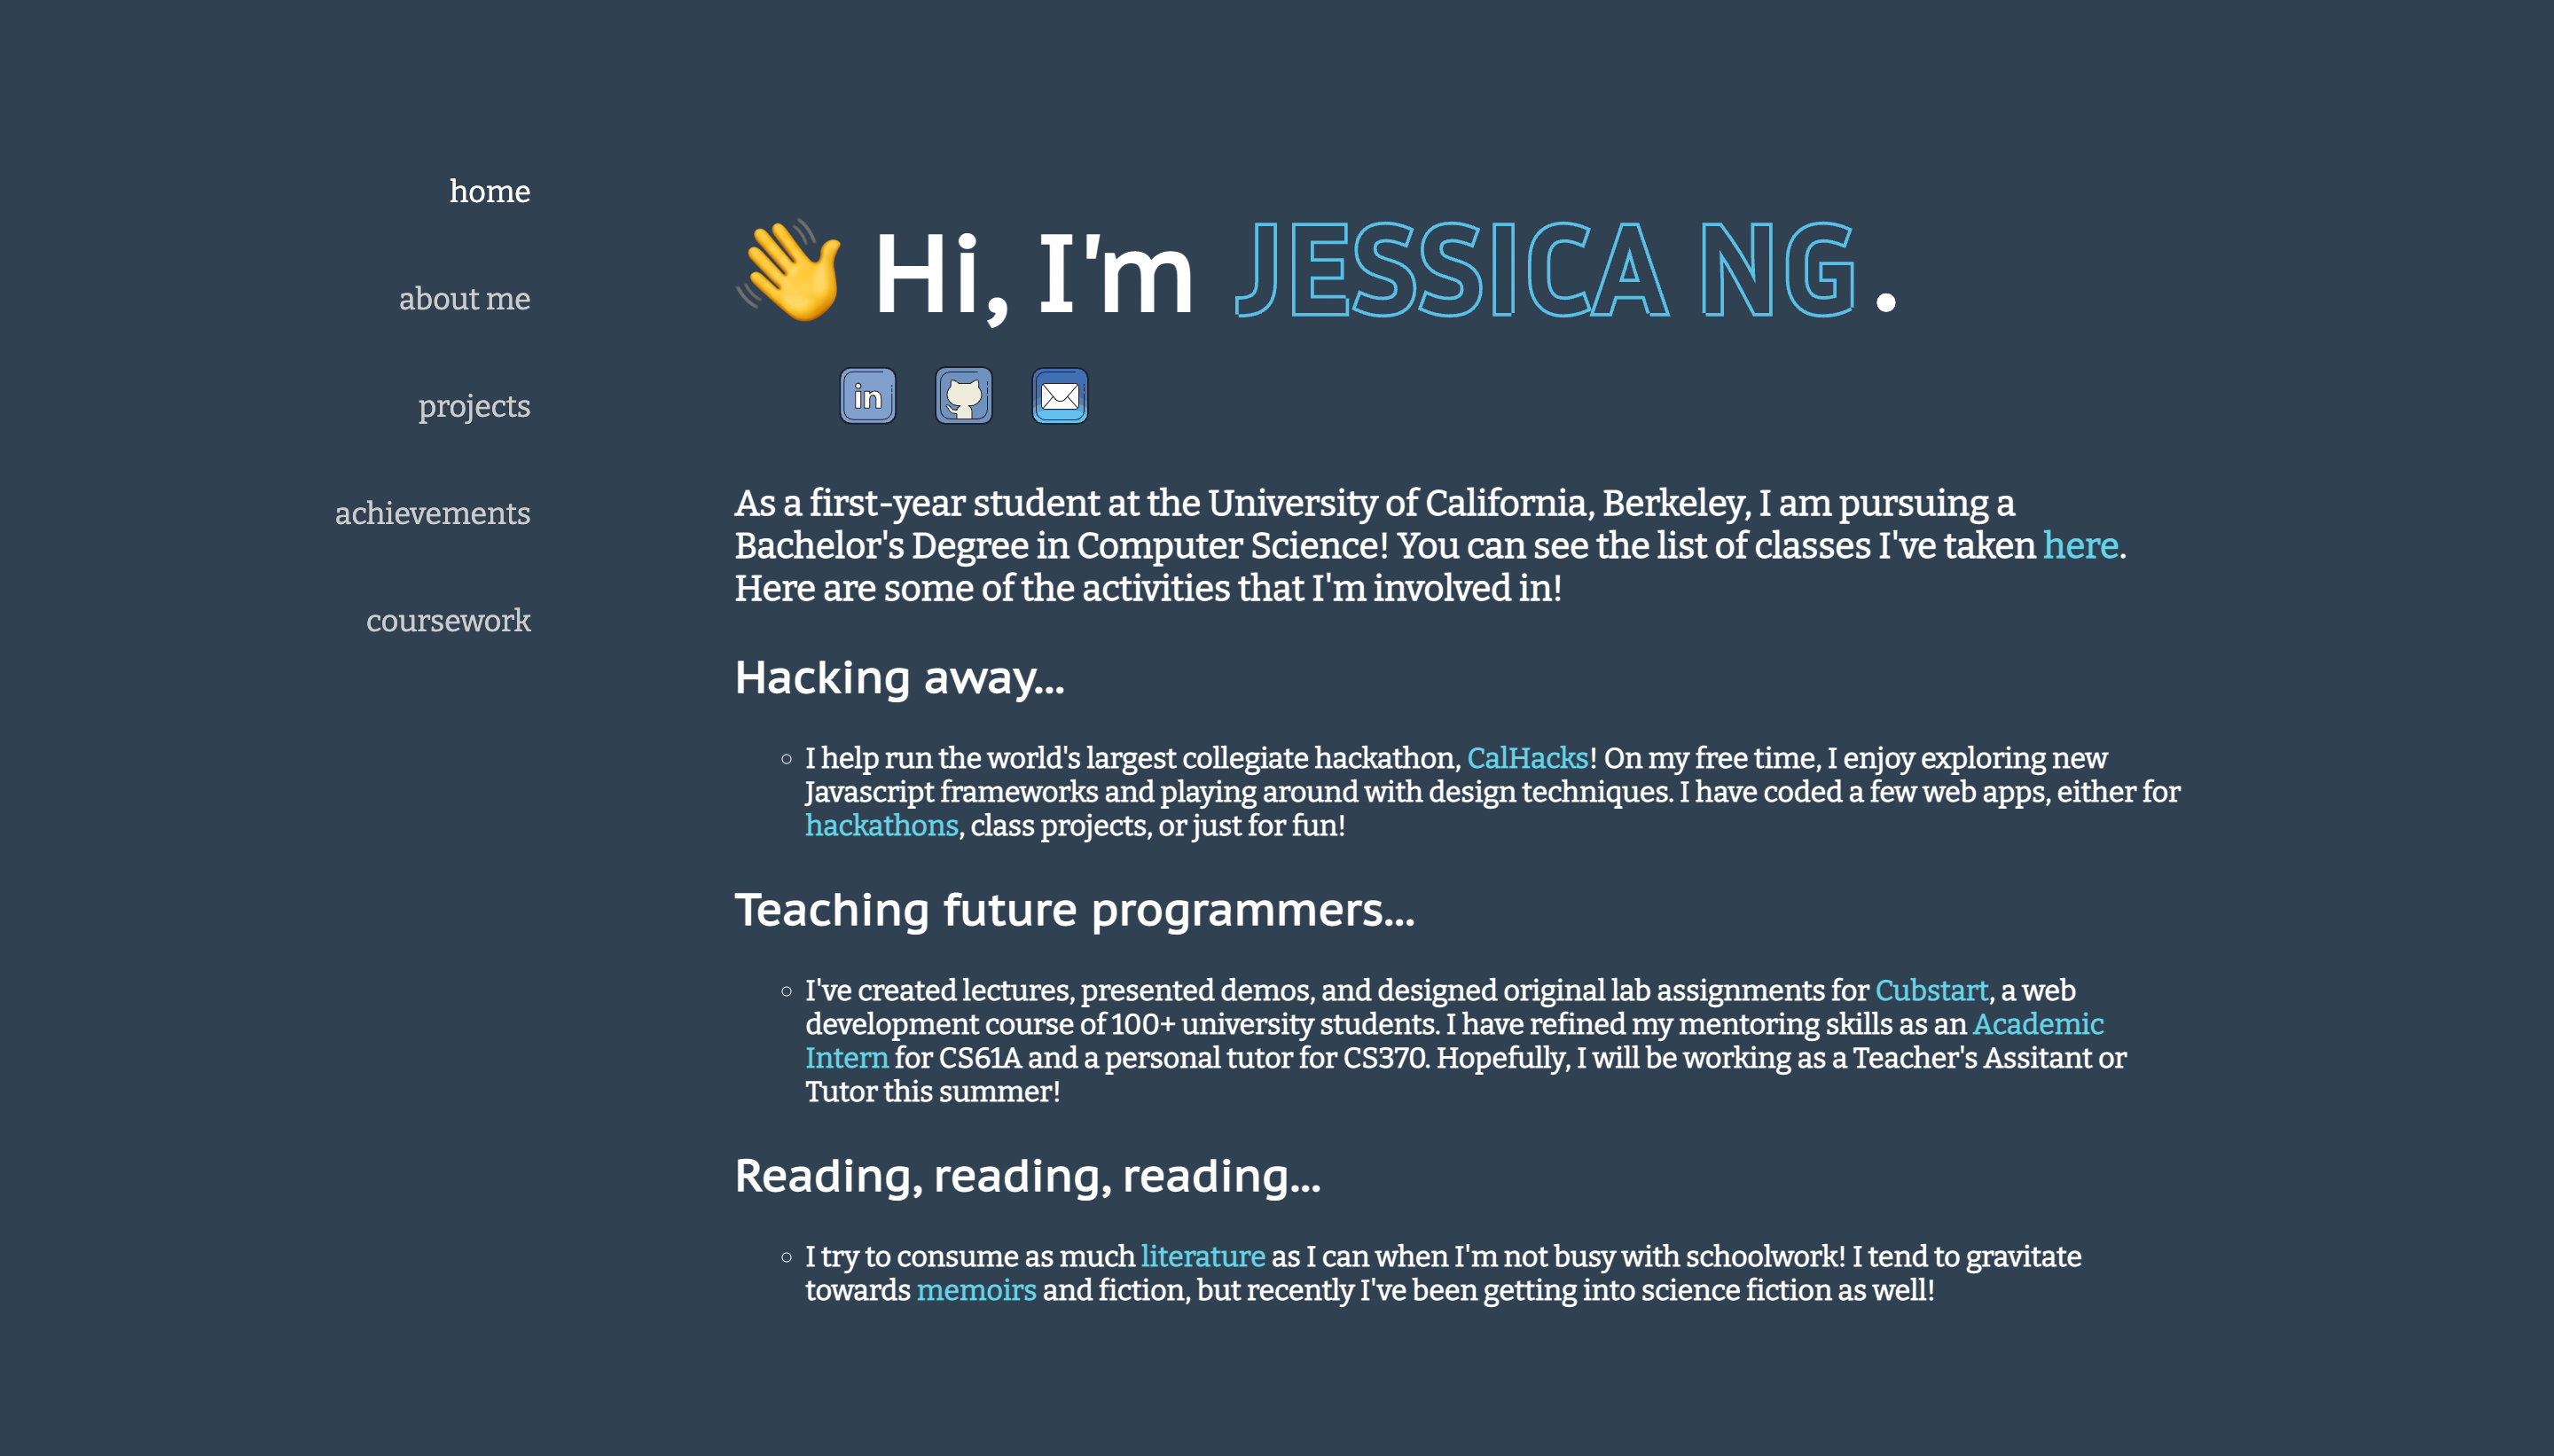 home
about me
projects
achievements
coursework
👋 Hi, I'm JESSICA NG.
in
As a first-year student at the University of California, Berkeley, I am pursuing a
Bachelor's Degree in Computer Science! You can see the list of classes I've taken here.
Here are some of the activities that I'm involved in!
Hacking away...
I help run the world's largest collegiate hackathon, CalHacks! On my free time, I enjoy exploring new
Javascript frameworks and playing around with design techniques. I have coded a few web apps, either for
hackathons, class projects, or just for fun!
Teaching future programmers...
I've created lectures, presented demos, and designed original lab assignments for Cubstart, a web
development course of 100+ university students. I have refined my mentoring skills as an Academic
Intern for CS61A and a personal tutor for CS370. Hopefully, I will be working as a Teacher's Assitant or
Tutor this summer!
Reading, reading, reading...
I try to consume as much literature as I can when I'm not busy with schoolwork! I tend to gravitate
towards memoirs and fiction, but recently I've been getting into science fiction as well!